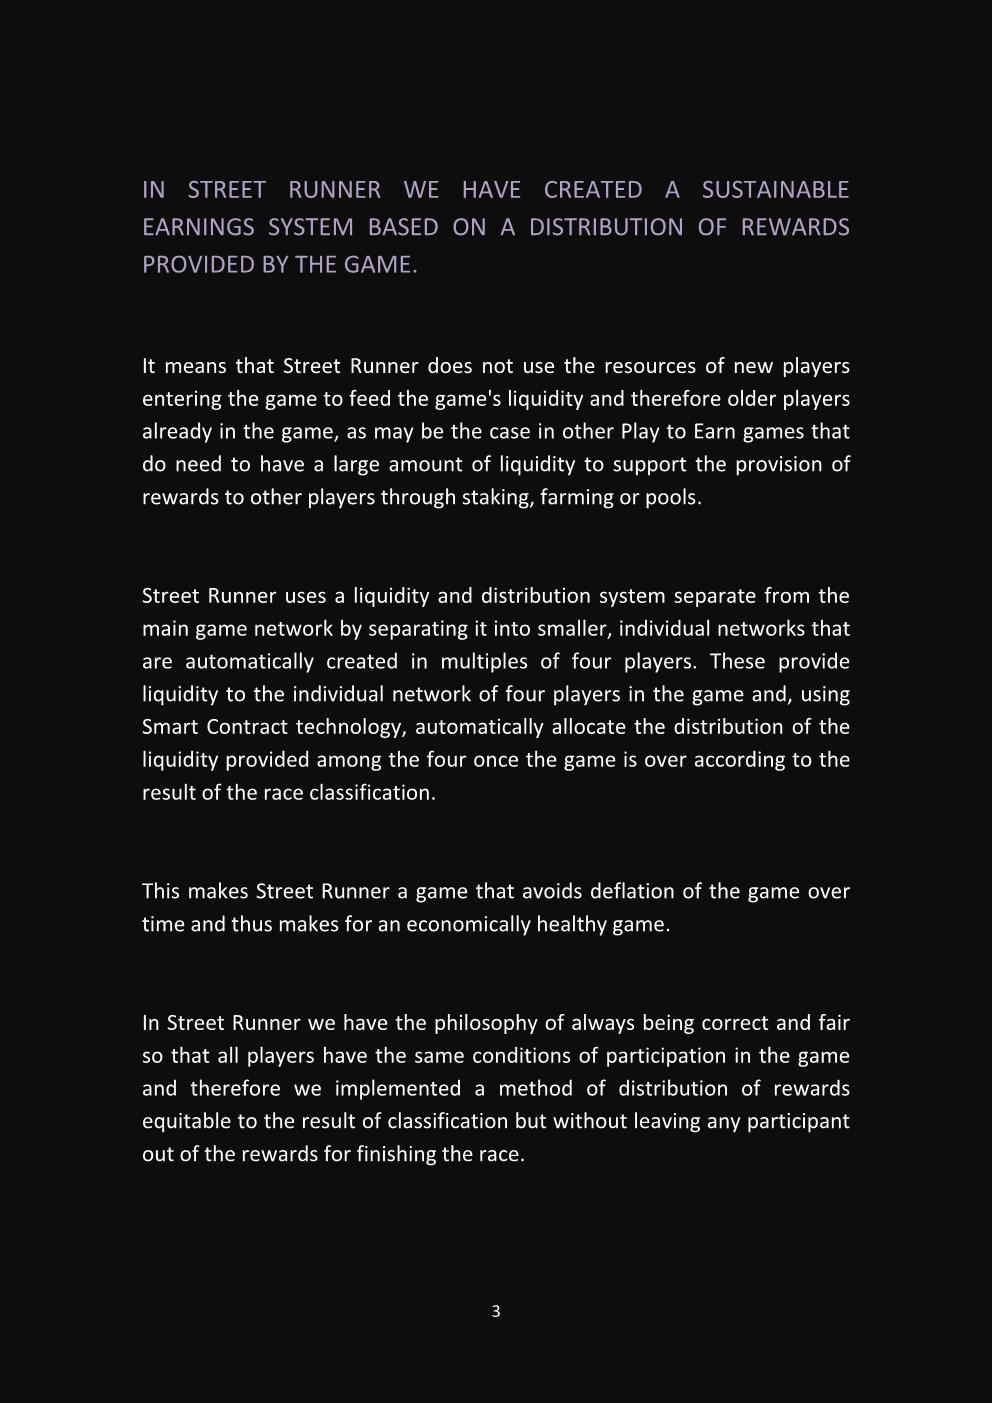 IN STREET RUNNER WE HAVE CREATED A SUSTAINABLE
EARNINGS SYSTEM BASED ON A DISTRIBUTION OF REWARDS
PROVIDED BY THE GAME.
It means that Street Runner does not use the resources of new players
entering the game to feed the game's liquidity and therefore older players
already in the game, as may be the case in other Play to Earn games that
do need to have a large amount of liquidity to support the provision of
rewards to other players through staking, farming or pools.
Street Runner uses a liquidity and distribution system separate from the
main game network by separating it into smaller, individual networks that
are automatically created in multiples of four players. These provide
liquidity to the individual network of four players in the game and, using
Smart Contract technology, automatically allocate the distribution of the
liquidity provided among the four once the game is over according to the
result of the race classification.
This makes Street Runner a game that avoids deflation of the game over
time and thus makes for an economically healthy game.
In Street Runner we have the philosophy of always being correct and fair
so that all players have the same conditions of participation in the game
and therefore we implemented a method of distribution of rewards
equitable to the result of classification but without leaving any participant
out of the rewards for finishing the race.
3